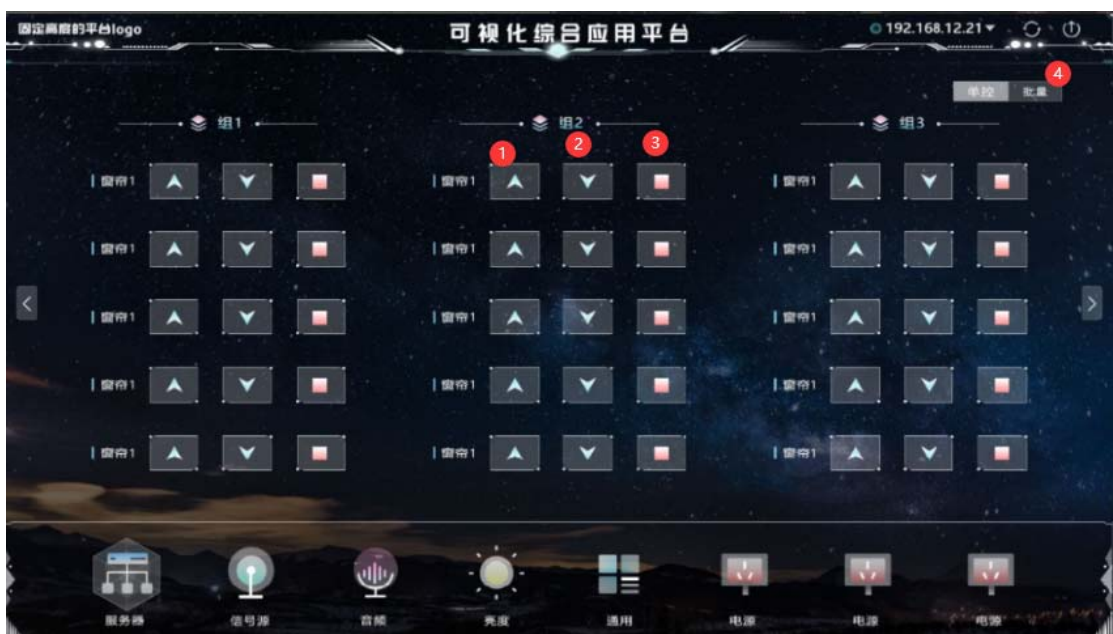 固定高度的平台logo
可视化综合应用平台
192.168.12.21
4
单控 批量
组1 组2 组3
1 2 3
窗帘1 窗帘1 窗帘1
窗帘1 窗帘1 窗帘1
窗帘1 窗帘1 窗帘1
窗帘1 窗帘1 窗帘1
窗帘1 窗帘1 窗帘1
服务器 信号源 音频 亮度 通用 电源 电源 电源